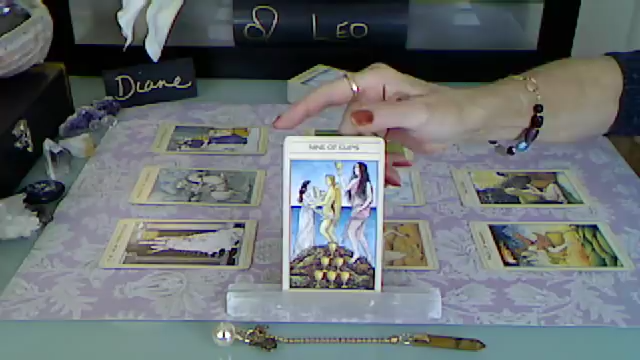 ♌ LEO
Diane
NINE OF CUPS